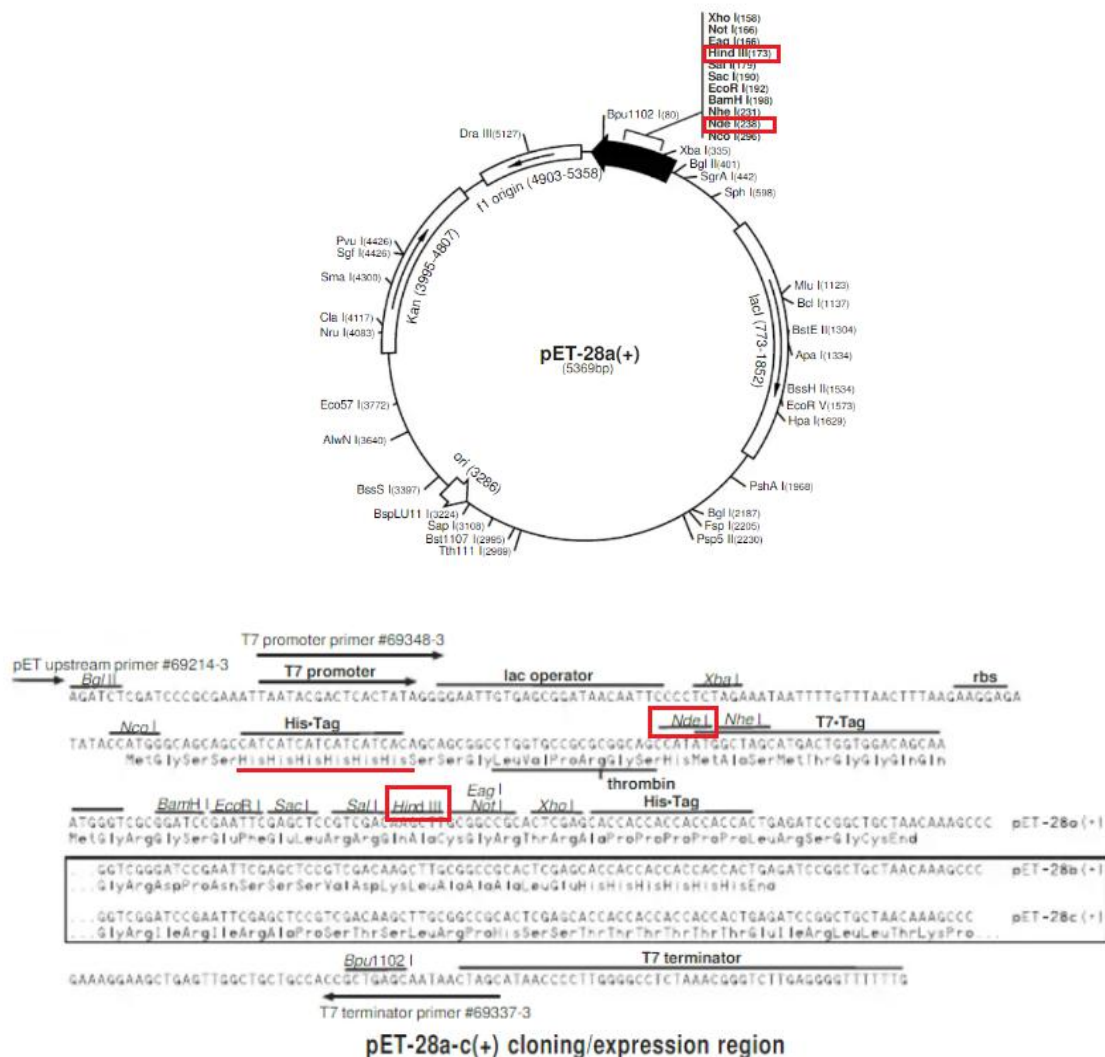 Xho I(158)
Not I(166)
Eag I(166)
Hind III(173)
Sal I(179)
Sac I(190)
EcoR I(192)
BamH I(198)
Nhe I(231)
Nde I(238)
Nco I(296)
Bpu1102 I(80)
Dra III(5127)
Xba I(335)
Bgl II(401)
SgrA I(442)
Sph I(598)
f1 origin (4903-5358)
Pvu I(4426)
Sgf I(4426)
Sma I(4300)
Kan (3995-4807)
Cla I(4117)
Nru I(4083)
lacI (773-1852)
Mlu I(1123)
Bcl I(1137)
BstE II(1304)
Apa I(1334)
pET-28a(+)
(5369bp)
BssH II(1534)
EcoR V(1573)
Hpa I(1629)
Eco57 I(3772)
AlwN I(3640)
ori (3286)
BssS I(3397)
BspLU11 I(3224)
Sap I(3108)
Bst1107 I(2995)
Tth111 I(2969)
PshA I(1968)
Bgl I(2187)
Fsp I(2205)
Psp5 II(2230)
T7 promoter primer #69348-3
pET upstream primer #69214-3
Bgl II T7 promoter lac operator Xba I rbs
AGATCTCGATCCCGCGAAATTAATACGACTCACTATAGGGGAATTGTGAGCGGATAACAATTCCCCTCTAGAAATAATTTTGTTTAACTTTAAGAAGGAGA
Nco I His•Tag Nde I Nhe I T7•Tag
TATACCATGGGCAGCAGCCATCATCATCATCATCACAGCAGCGGCCTGGTGCCGCGCGGCAGCCATATGGCTAGCATGACTGGTGGACAGCAA
MetGlySerSerHisHisHisHisHisHisSerSerGlyLeuValProArgGlySerHisMetAlaSerMetThrGlyGlyGlnGln
thrombin
BamH I EcoR I Sac I Sal I Hind III Eag I Not I Xho I His•Tag
ATGGGTCGCGGATCCGAATTCGAGCTCCGTCGACAAGCTTGCGGCCGCACTCGAGCACCACCACCACCACCACTGAGATCCGGCTGCTAACAAAGCCC pET-28a(+)
MetGlyArgGlySerGluPheGluLeuArgArgGlnAlaCysGlyArgThrArgAlaProProProProProProLeuArgSerGlyCysEnd
...GGTCGGGATCCGAATTCGAGCTCCGTCGACAAGCTTGCGGCCGCACTCGAGCACCACCACCACCACCACTGAGATCCGGCTGCTAACAAAGCCC pET-28b(+)
...GlyArgAspProAsnSerSerSerValAspLysLeuAlaAlaAlaLeuGluHisHisHisHisHisHisEnd
...GGTCGGATCCGAATTCGAGCTCCGTCGACAAGCTTGCGGCCGCACTCGAGCACCACCACCACCACCACTGAGATCCGGCTGCTAACAAAGCCC pET-28c(+)
...GlyArgIleArgIleArgAlaProSerThrSerLeuArgProHisSerSerThrThrThrThrThrThrGluIleArgLeuLeuThrLysPro...
Bpu1102 I T7 terminator
GAAAGGAAGCTGAGTTGGCTGCTGCCACCGCTGAGCAATAACTAGCATAACCCCTTGGGGCCTCTAAACGGGTCTTGAGGGGTTTTTTG
T7 terminator primer #69337-3
pET-28a-c(+) cloning/expression region